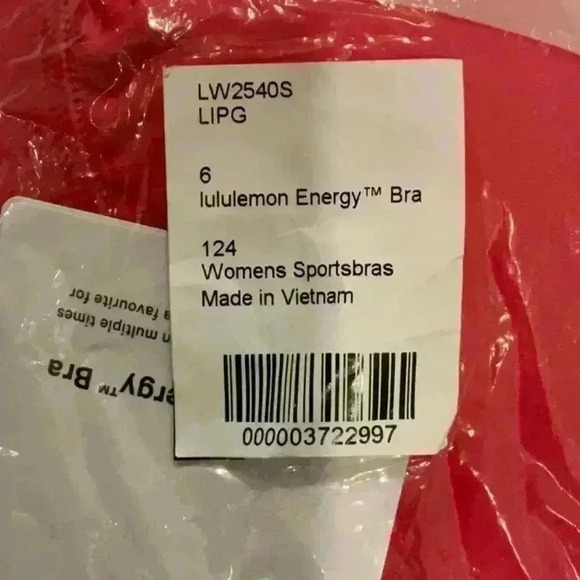 LW2540S
LIPG
6
lululemon Energy™ Bra
124
Womens Sportsbras
Made in Vietnam
000003722997
ergy™ Bra
n multiple times
a favourite for